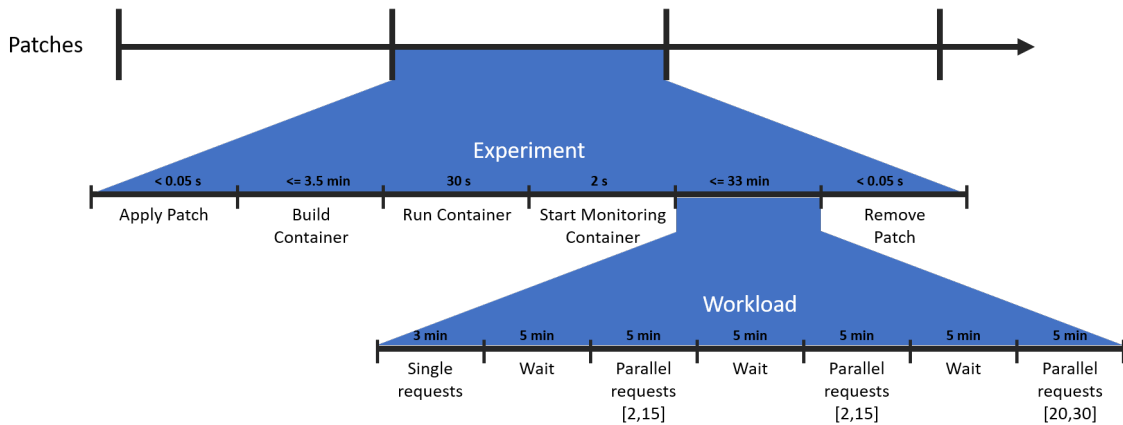 Patches
Experiment
< 0.05 s
<= 3.5 min
30 s
2 s
<= 33 min
< 0.05 s
Apply Patch
Build
Container
Run Container
Start Monitoring
Container
Remove
Patch
Workload
3 min
5 min
5 min
5 min
5 min
5 min
5 min
Single
requests
Wait
Parallel
requests
[2,15]
Wait
Parallel
requests
[2,15]
Wait
Parallel
requests
[20,30]